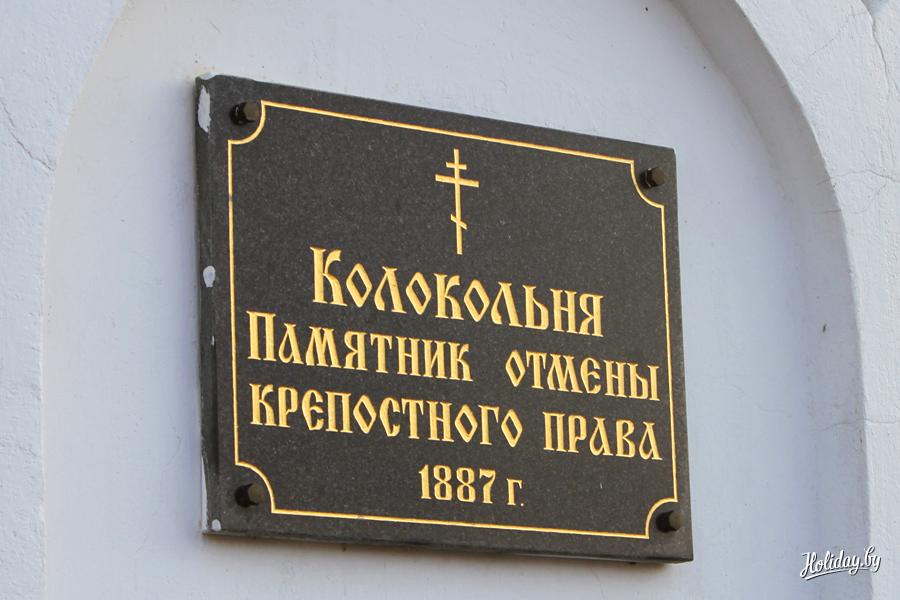 Колокольня
Памятник отмены
крепостного права
1887 г.
Holiday.by